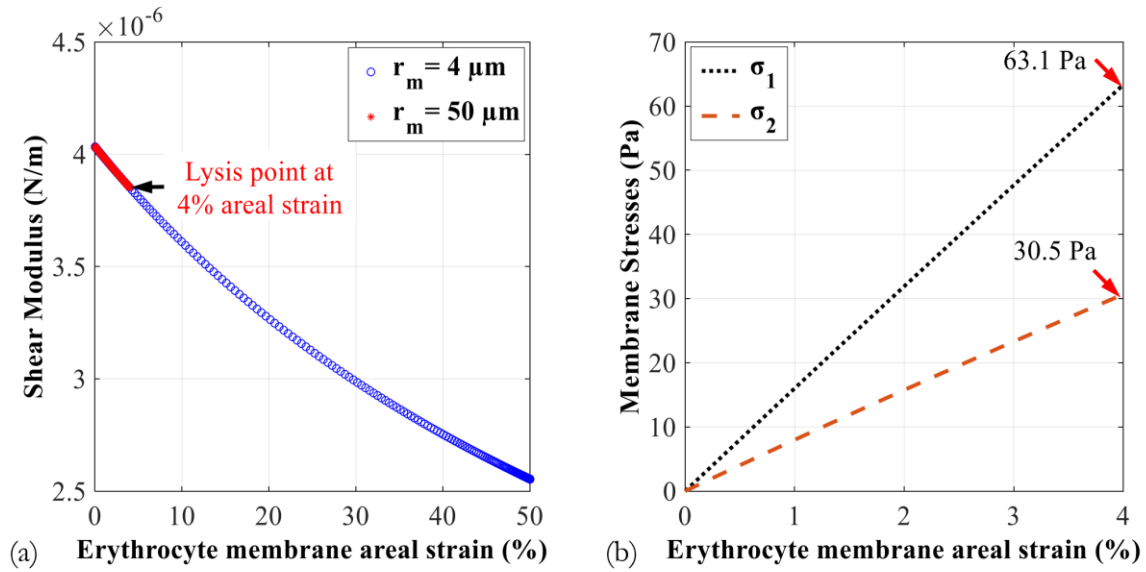 ×10⁻⁶
4.5
4
3.5
3
2.5
Shear Modulus (N/m)
r_m = 4 µm
r_m = 50 µm
Lysis point at
4% areal strain
0 10 20 30 40 50
(a) Erythrocyte membrane areal strain (%)
70
60
50
40
30
20
10
0
Membrane Stresses (Pa)
σ₁
σ₂
63.1 Pa
30.5 Pa
0 1 2 3 4
(b) Erythrocyte membrane areal strain (%)